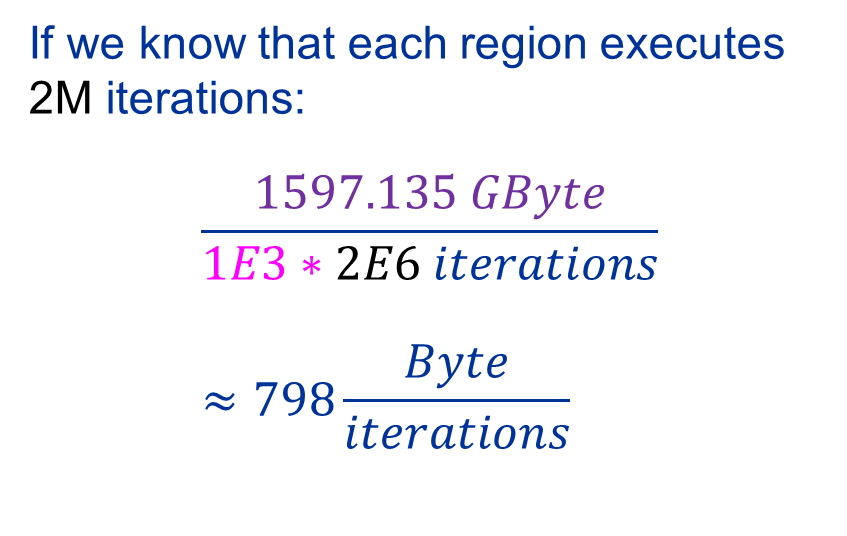 If we know that each region executes
2M iterations:
1597.135 GByte
1E3 * 2E6 iterations
≈ 798 Byte
iterations